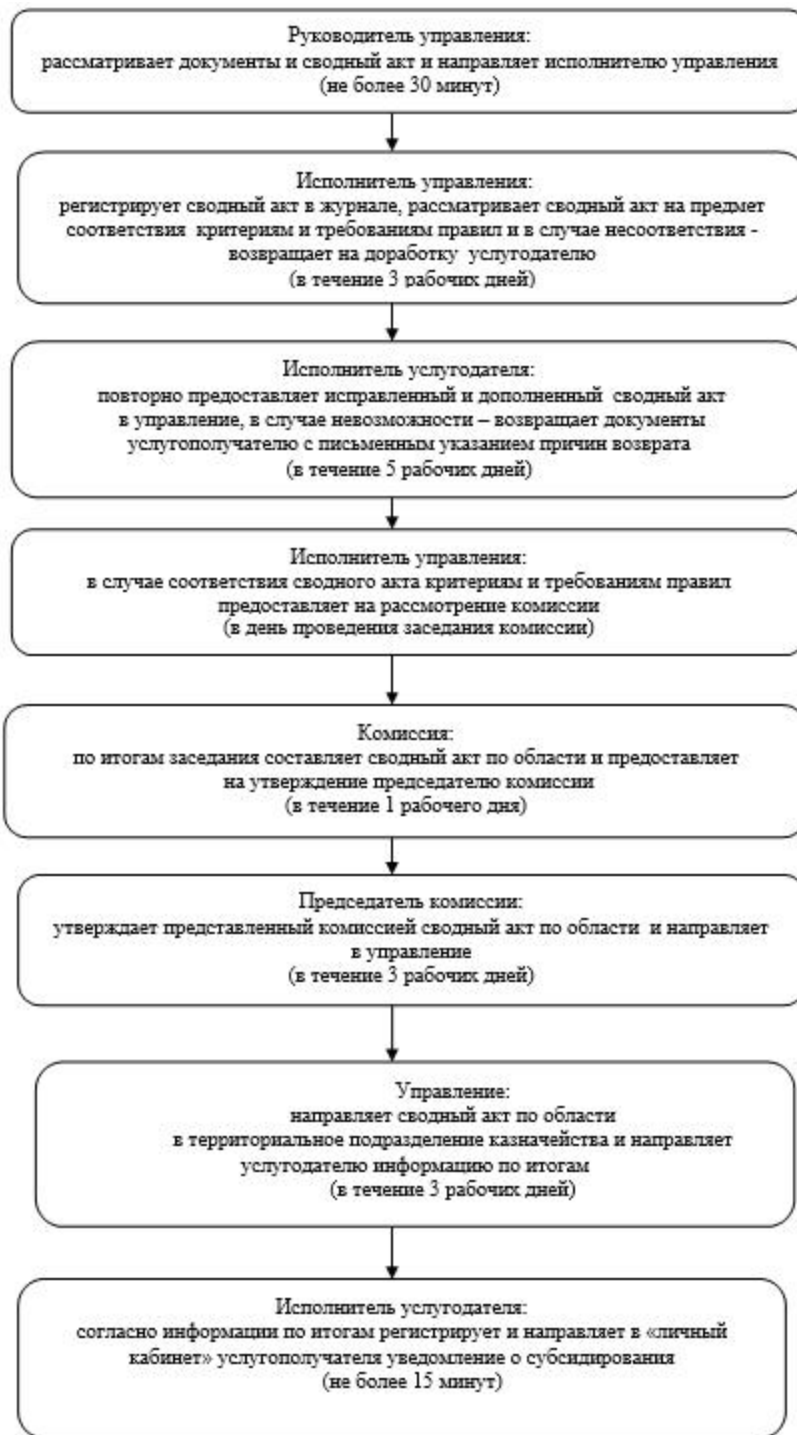 Руководитель управления:
рассматривает документы и сводный акт и направляет исполнителю управления
(не более 30 минут)
Исполнитель управления:
регистрирует сводный акт в журнале, рассматривает сводный акт на предмет
соответствия критериям и требованиям правил и в случае несоответствия -
возвращает на доработку услугодателю
(в течение 3 рабочих дней)
Исполнитель услугодателя:
повторно предоставляет исправленный и дополненный сводный акт
в управление, в случае невозможности – возвращает документы
услугополучателю с письменным указанием причин возврата
(в течение 5 рабочих дней)
Исполнитель управления:
в случае соответствия сводного акта критериям и требованиям правил
предоставляет на рассмотрение комиссии
(в день проведения заседания комиссии)
Комиссия:
по итогам заседания составляет сводный акт по области и предоставляет
на утверждение председателю комиссии
(в течение 1 рабочего дня)
Председатель комиссии:
утверждает представленный комиссией сводный акт по области и направляет
в управление
(в течение 3 рабочих дней)
Управление:
направляет сводный акт по области
в территориальное подразделение казначейства и направляет
услугодателю информацию по итогам
(в течение 3 рабочих дней)
Исполнитель услугодателя:
согласно информации по итогам регистрирует и направляет в «личный
кабинет» услугополучателя уведомление о субсидирования
(не более 15 минут)